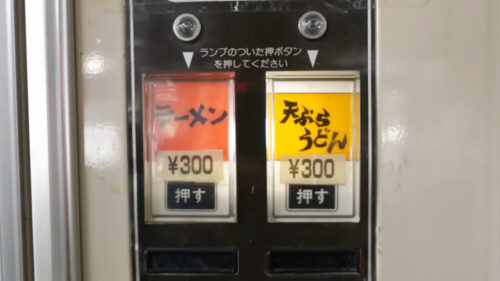 ランプのついた押ボタン
を押してください
ラーメン
¥300
押す
天ぷら
うどん
¥300
押す